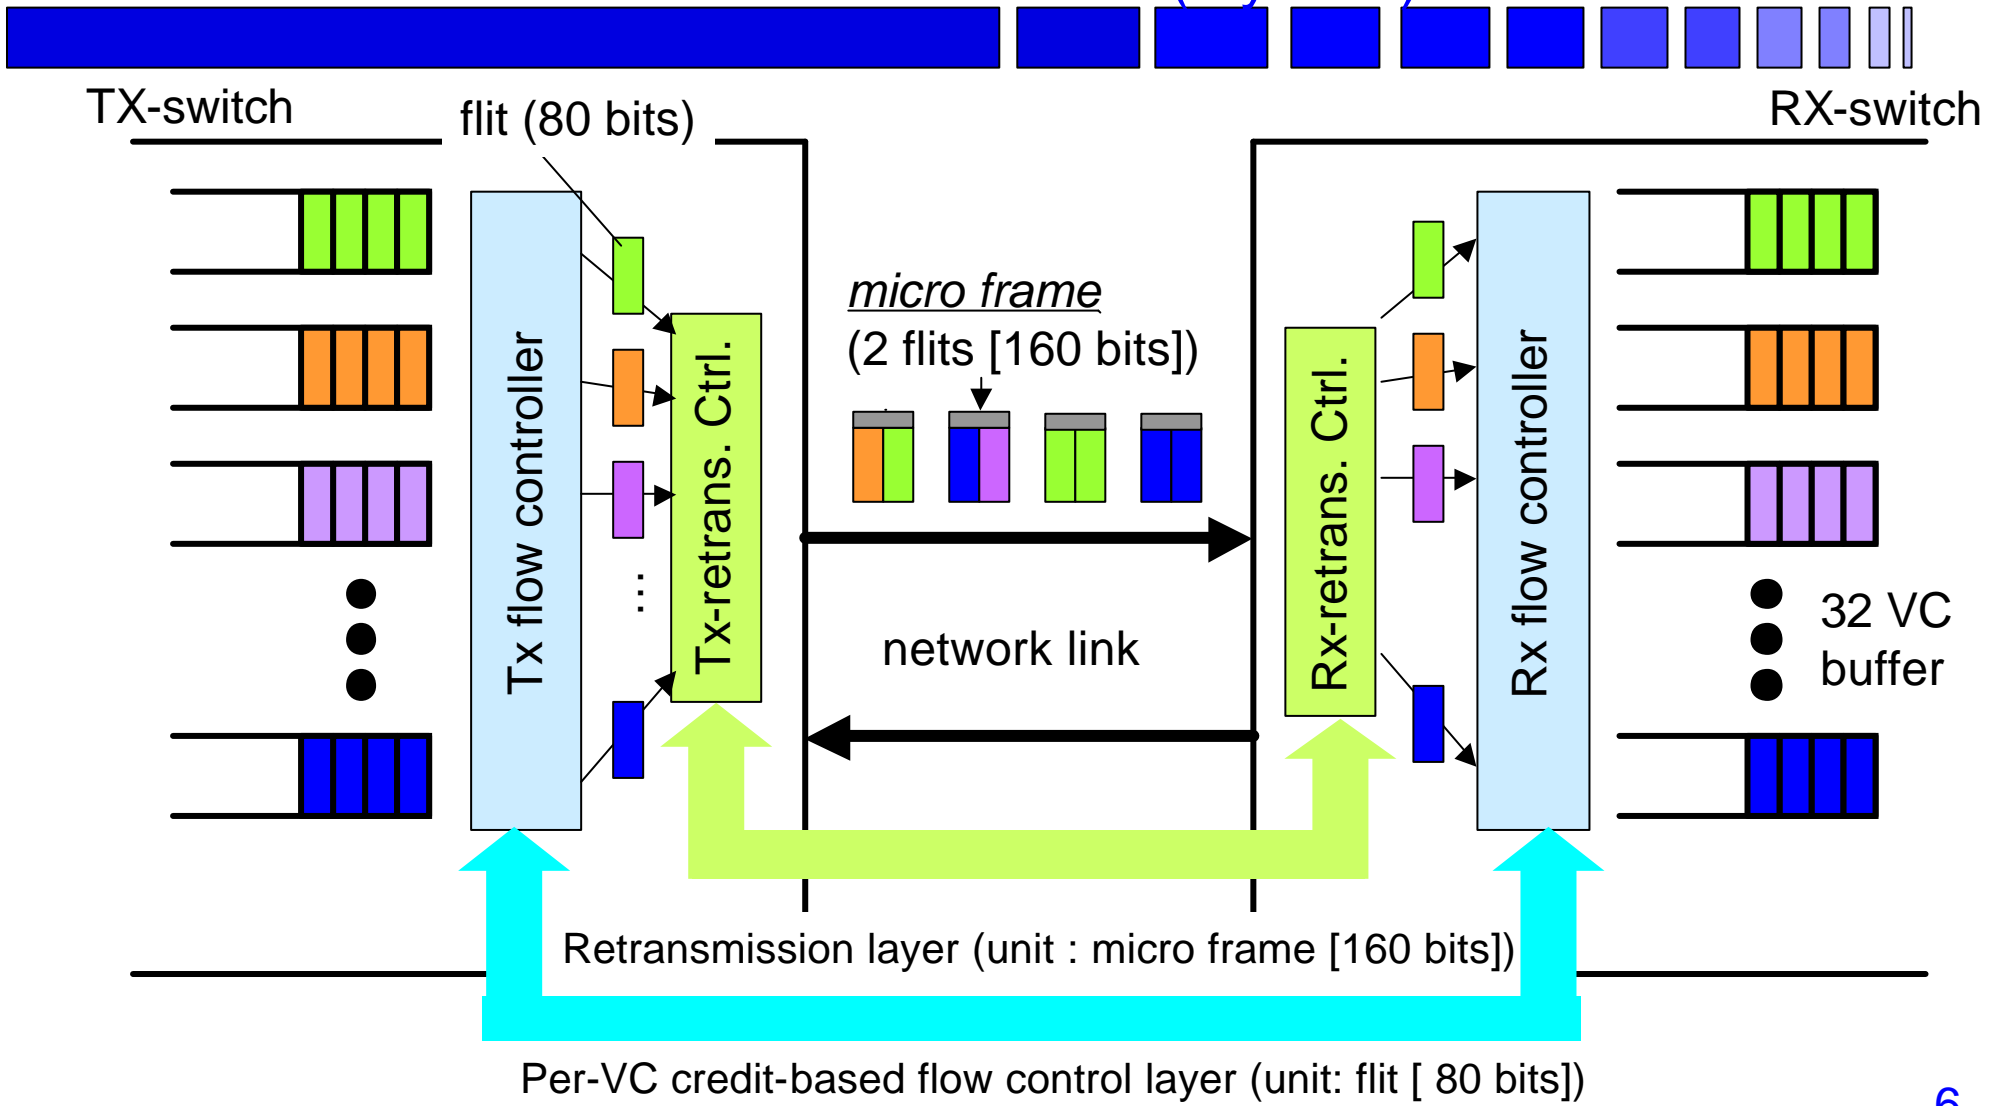 TX-switch
flit (80 bits)
RX-switch
micro frame
(2 flits [160 bits])
Tx flow controller
Tx-retrans. Ctrl.
...
Rx-retrans. Ctrl.
Rx flow controller
32 VC
buffer
network link
Retransmission layer (unit : micro frame [160 bits])
Per-VC credit-based flow control layer (unit: flit [ 80 bits])
6